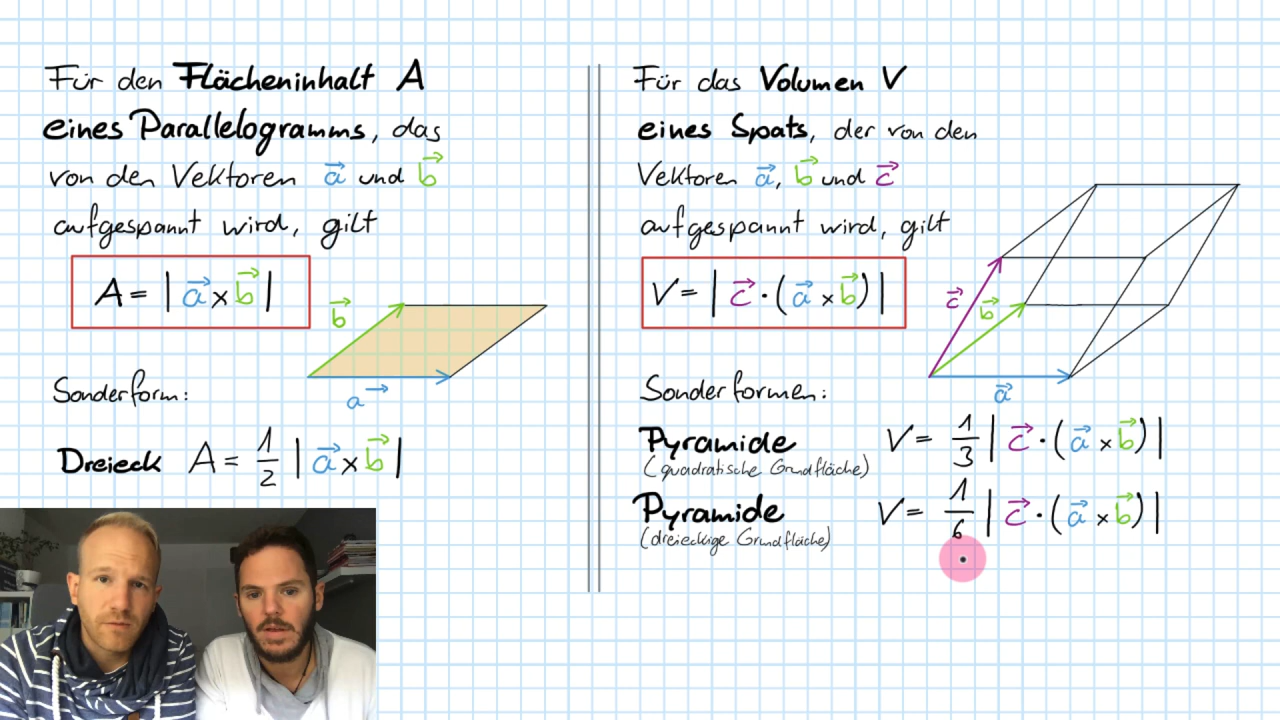 Für den Flächeninhalt A
eines Parallelogramms, das
von den Vektoren a⃗ und b⃗
aufgespannt wird, gilt
A = | a⃗ × b⃗ |
b⃗
a⃗
Sonderform:
Dreieck A = 1/2 | a⃗ × b⃗ |
Für das Volumen V
eines Spats, der von den
Vektoren a⃗, b⃗ und c⃗
aufgespannt wird, gilt
V = | c⃗ · ( a⃗ × b⃗ ) |
c⃗
b⃗
a⃗
Sonderformen:
Pyramide V = 1/3 | c⃗ · ( a⃗ × b⃗ ) |
(quadratische Grundfläche)
Pyramide V = 1/6 | c⃗ · ( a⃗ × b⃗ ) |
(dreieckige Grundfläche)